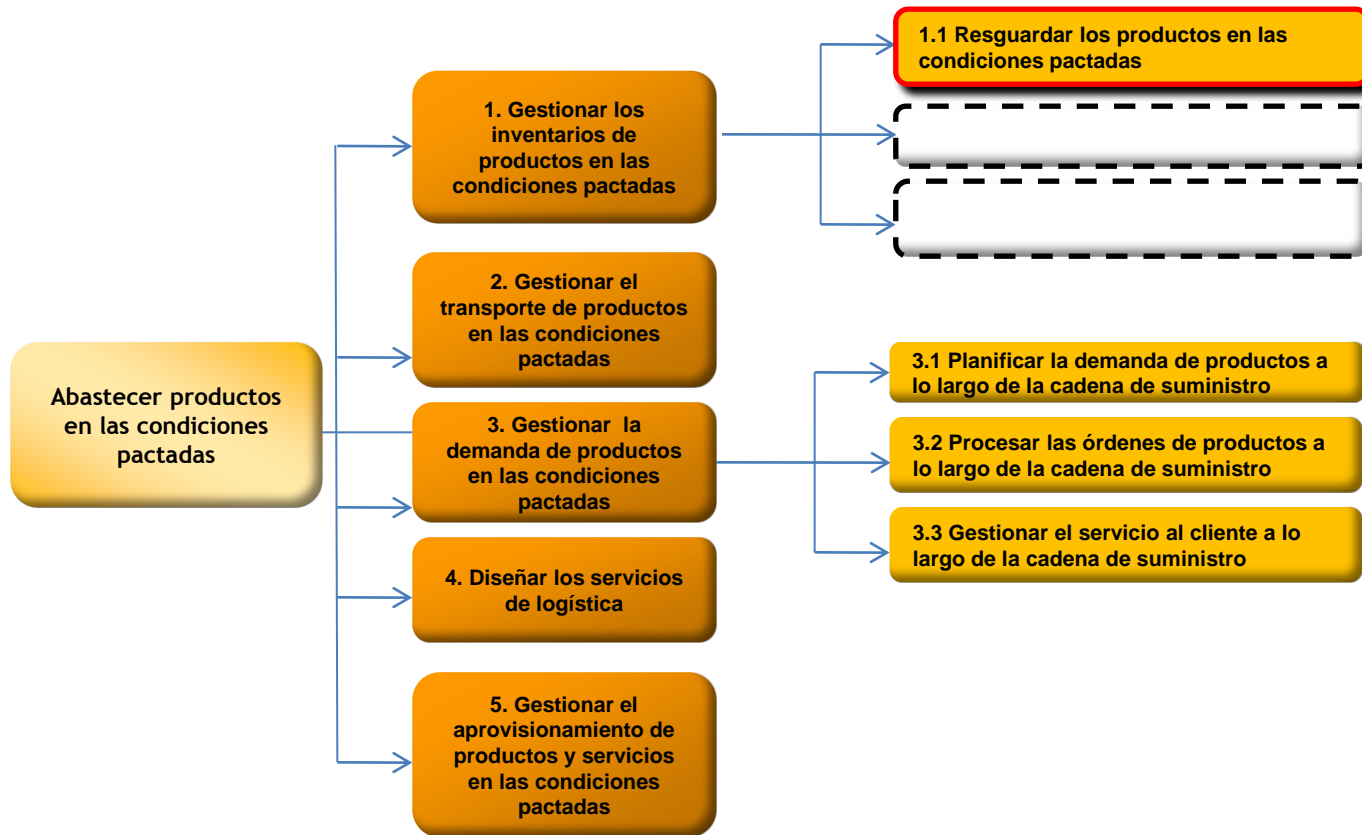 Abastecer productos
en las condiciones
pactadas
1. Gestionar los
inventarios de
productos en las
condiciones pactadas
1.1 Resguardar los productos en las
condiciones pactadas
2. Gestionar el
transporte de productos
en las condiciones
pactadas
3. Gestionar la
demanda de productos
en las condiciones
pactadas
3.1 Planificar la demanda de productos a
lo largo de la cadena de suministro
3.2 Procesar las órdenes de productos a
lo largo de la cadena de suministro
3.3 Gestionar el servicio al cliente a lo
largo de la cadena de suministro
4. Diseñar los servicios
de logística
5. Gestionar el
aprovisionamiento de
productos y servicios
en las condiciones
pactadas